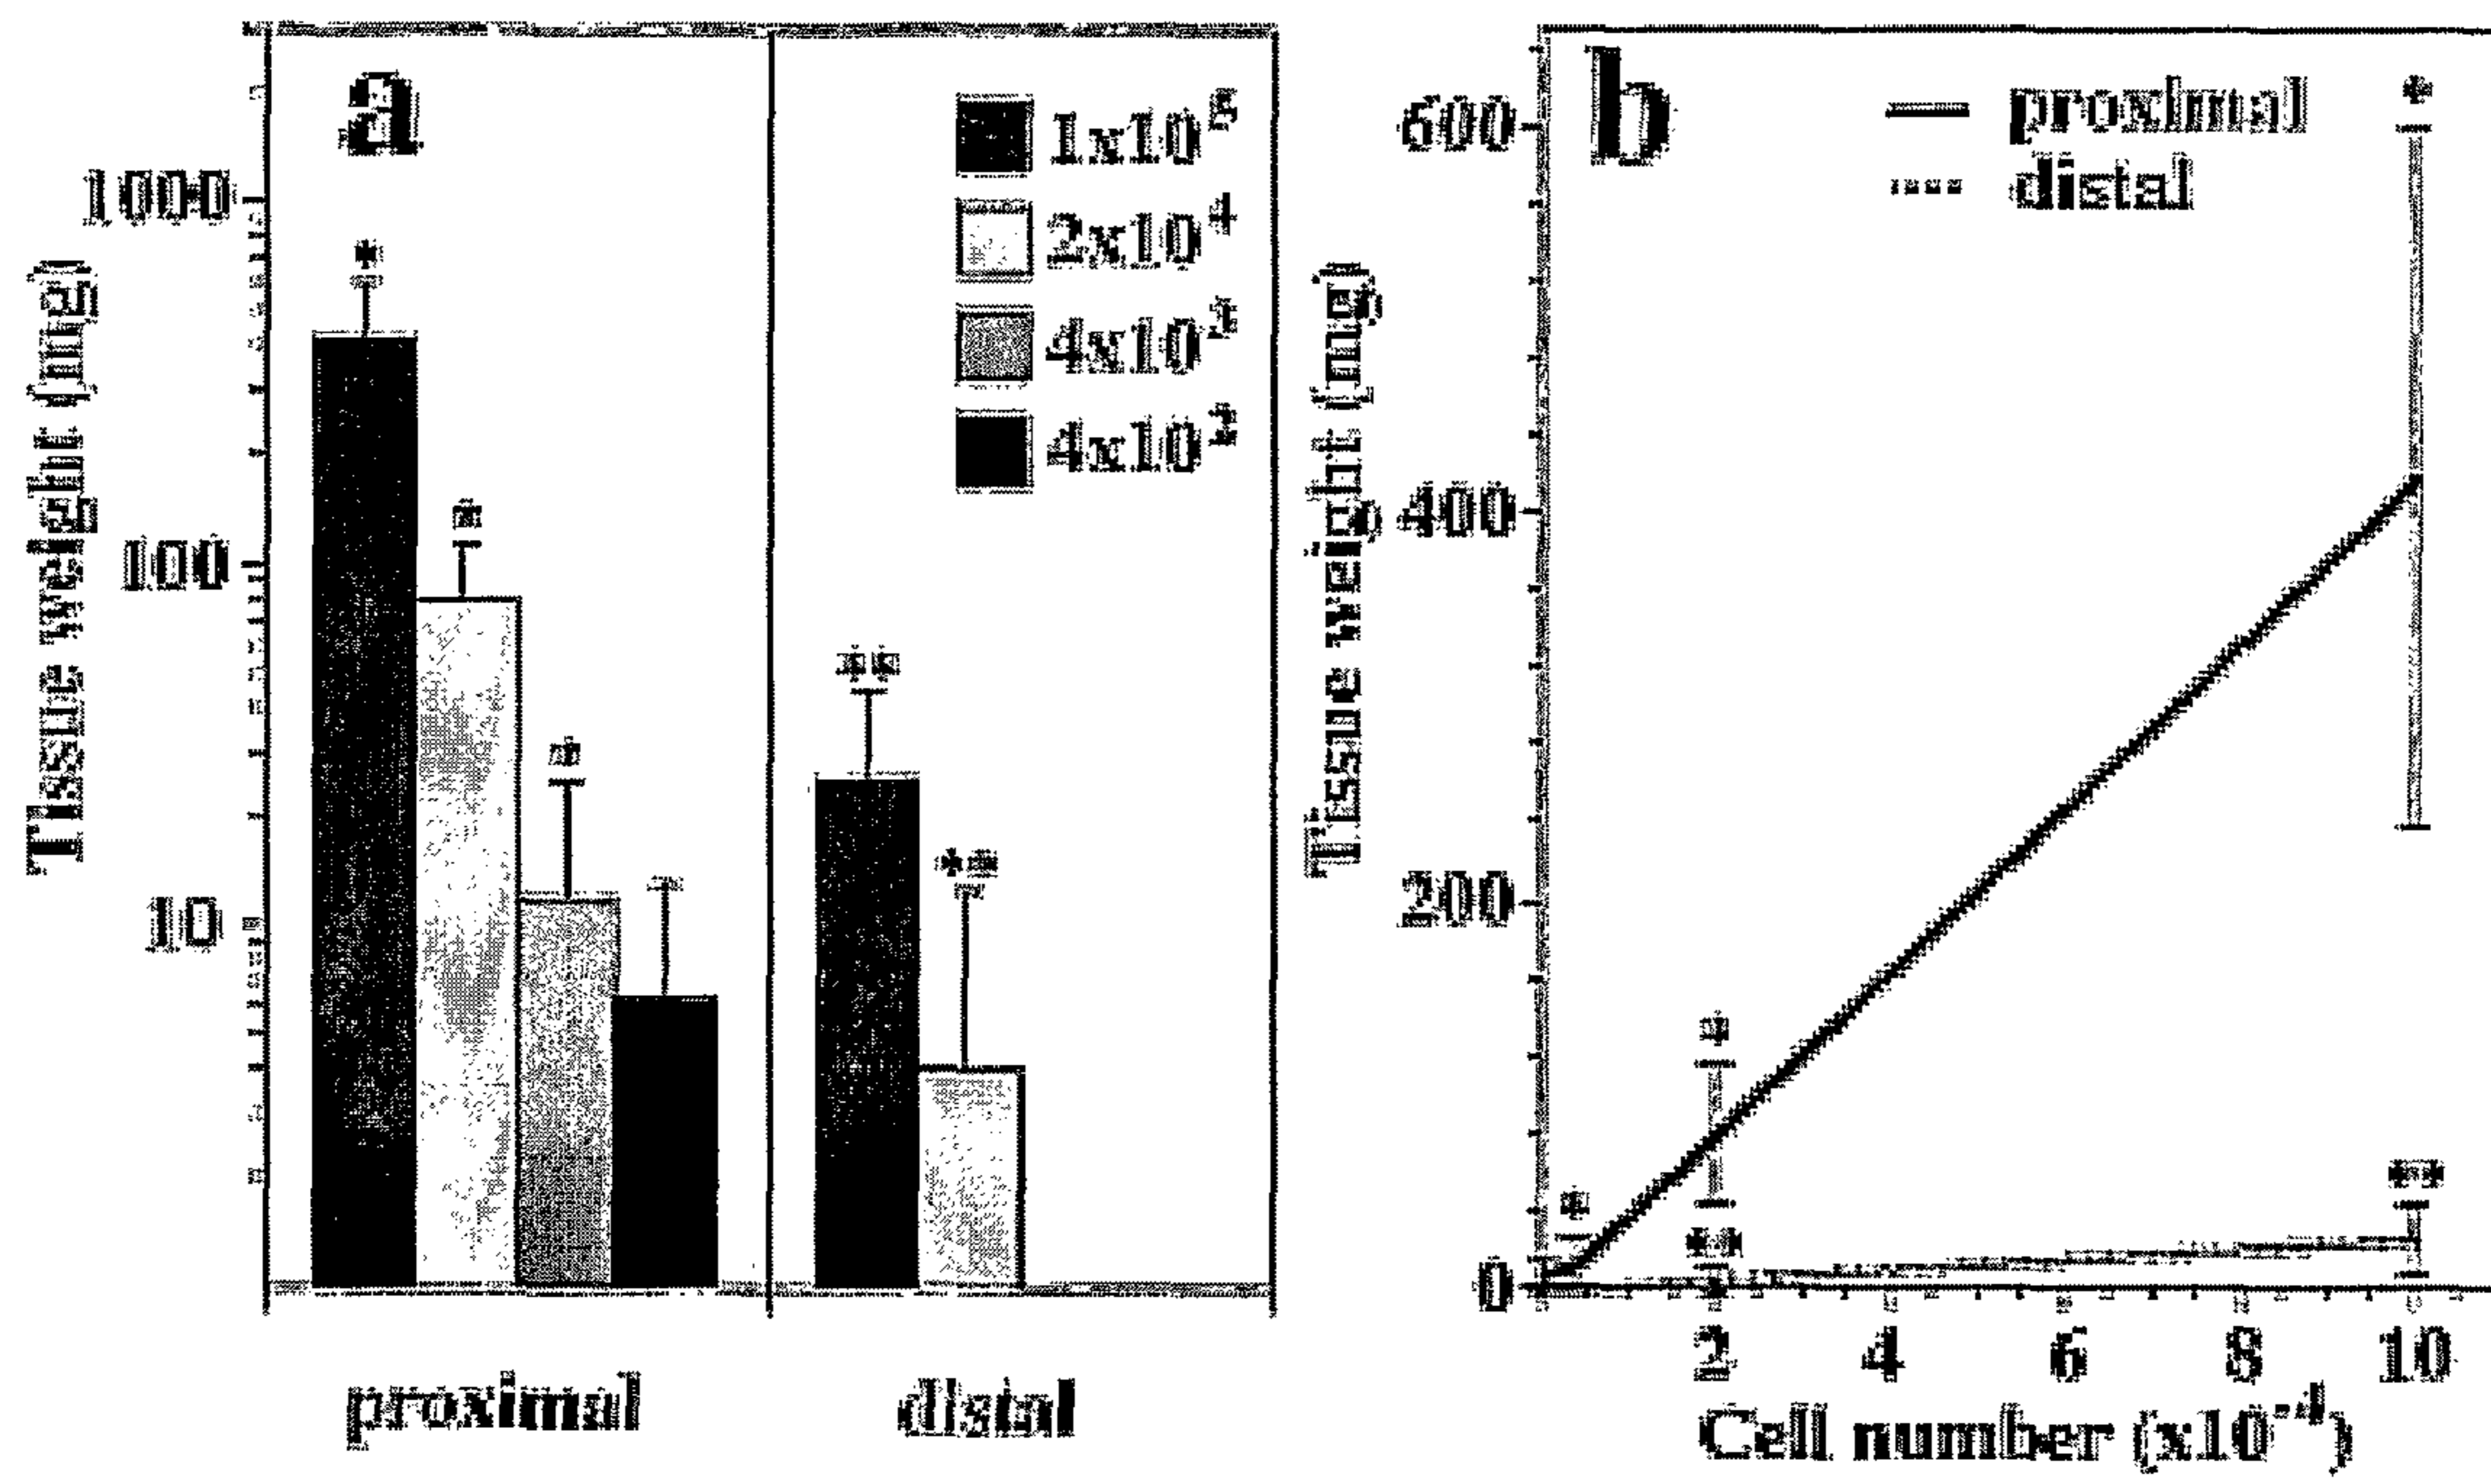 a
1x10⁵
2x10⁴
4x10³
4x10²
1000
100
10
Tissue weight (mg)
proximal
distal
b
proximal
distal
600
400
200
0
Tissue weight (mg)
2 4 6 8 10
Cell number (x10⁻⁴)